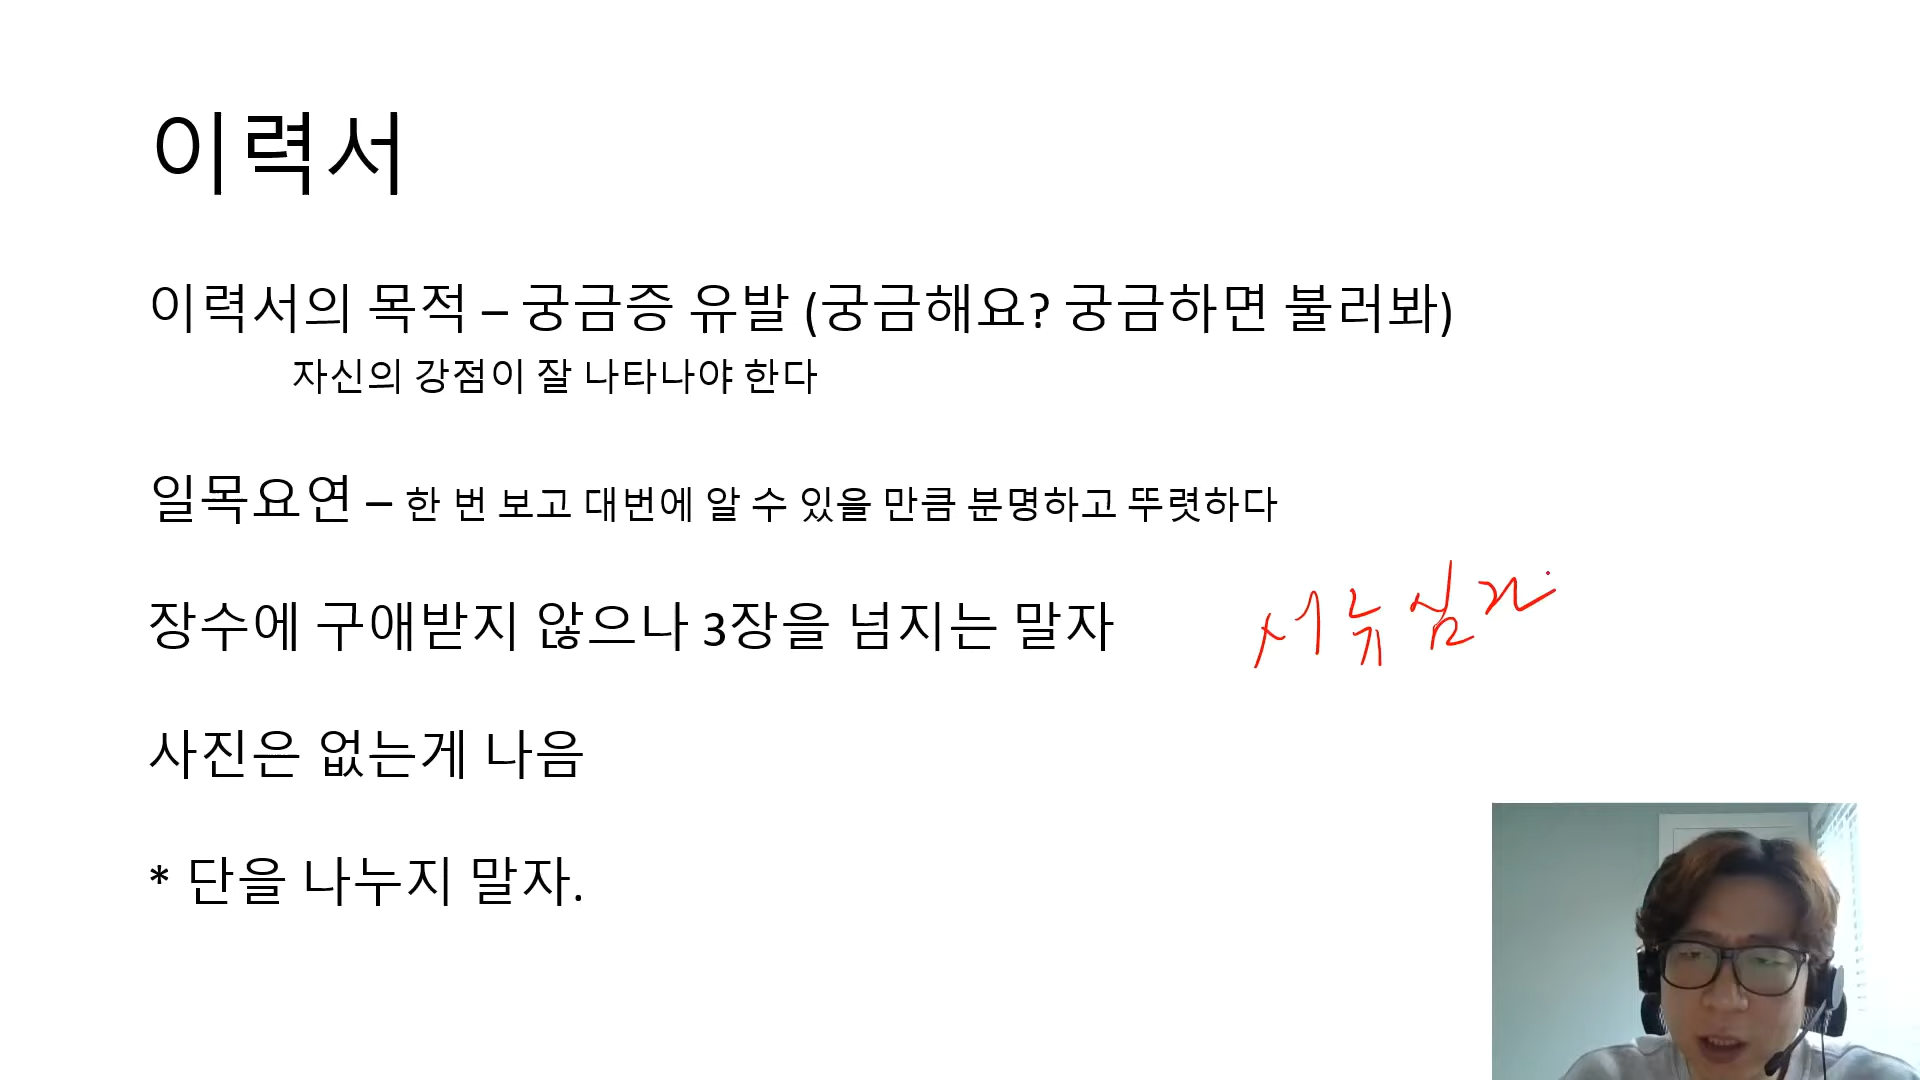 이력서
이력서의 목적 – 궁금증 유발 (궁금해요? 궁금하면 불러봐)
자신의 강점이 잘 나타나야 한다
일목요연 – 한 번 보고 대번에 알 수 있을 만큼 분명하고 뚜렷하다
장수에 구애받지 않으나 3장을 넘지는 말자
서류심
사진은 없는게 나음
* 단을 나누지 말자.